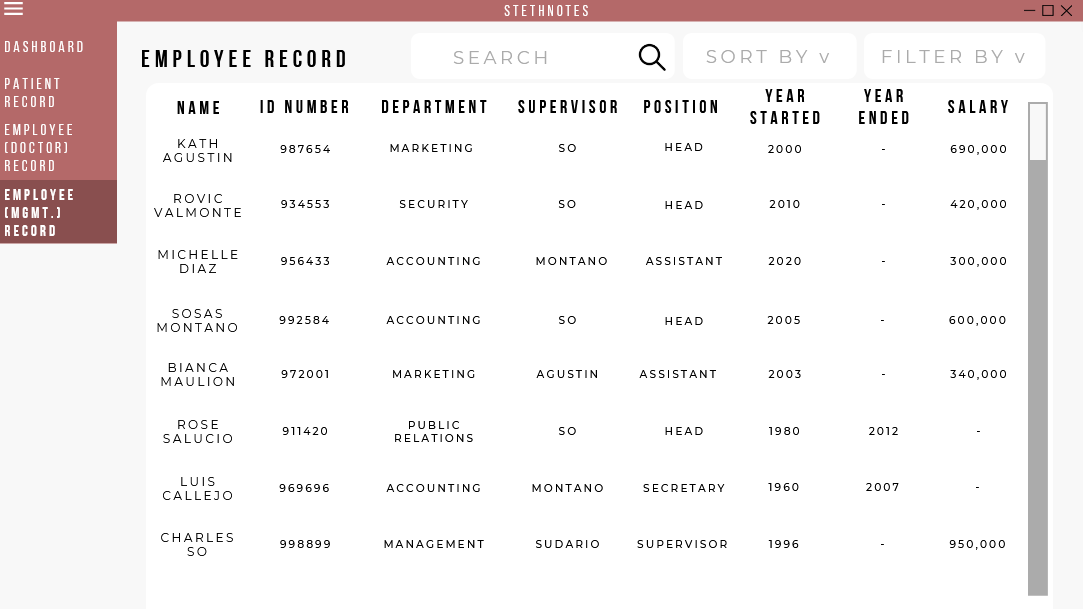 STETHNOTES
DASHBOARD
PATIENT
RECORD
EMPLOYEE
(DOCTOR)
RECORD
EMPLOYEE
(MGMT.)
RECORD
EMPLOYEE RECORD
SEARCH
SORT BY v
FILTER BY v
NAME ID NUMBER DEPARTMENT SUPERVISOR POSITION YEAR STARTED YEAR ENDED SALARY
KATH AGUSTIN 987654 MARKETING SO HEAD 2000 - 690,000
ROVIC VALMONTE 934553 SECURITY SO HEAD 2010 - 420,000
MICHELLE DIAZ 956433 ACCOUNTING MONTANO ASSISTANT 2020 - 300,000
SOSAS MONTANO 992584 ACCOUNTING SO HEAD 2005 - 600,000
BIANCA MAULION 972001 MARKETING AGUSTIN ASSISTANT 2003 - 340,000
ROSE SALUCIO 911420 PUBLIC RELATIONS SO HEAD 1980 2012 -
LUIS CALLEJO 969696 ACCOUNTING MONTANO SECRETARY 1960 2007 -
CHARLES SO 998899 MANAGEMENT SUDARIO SUPERVISOR 1996 - 950,000